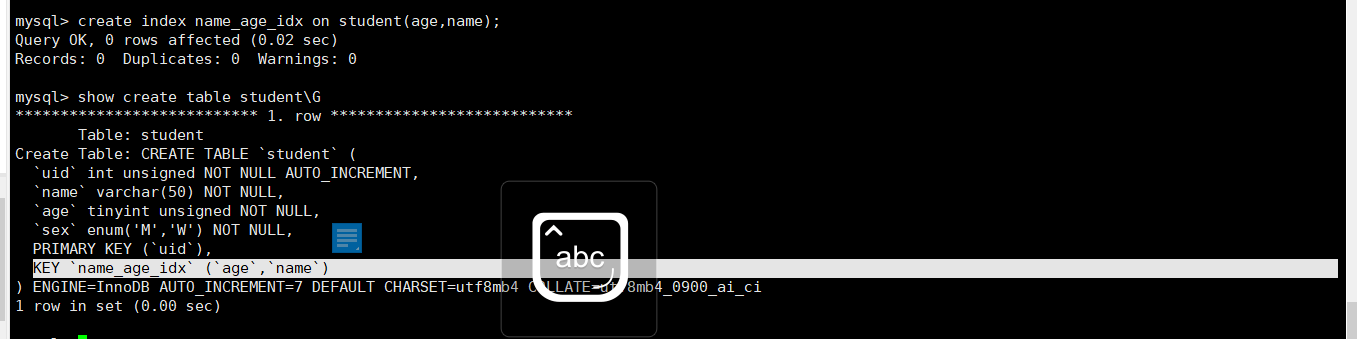 mysql> create index name_age_idx on student(age,name);
Query OK, 0 rows affected (0.02 sec)
Records: 0  Duplicates: 0  Warnings: 0
mysql> show create table student\G
*************************** 1. row ***************************
       Table: student
Create Table: CREATE TABLE `student` (
  `uid` int unsigned NOT NULL AUTO_INCREMENT,
  `name` varchar(50) NOT NULL,
  `age` tinyint unsigned NOT NULL,
  `sex` enum('M','W') NOT NULL,
  PRIMARY KEY (`uid`),
  KEY `name_age_idx` (`age`,`name`)
abc
) ENGINE=InnoDB AUTO_INCREMENT=7 DEFAULT CHARSET=utf8mb4 COLLATE=utf8mb4_0900_ai_ci
1 row in set (0.00 sec)